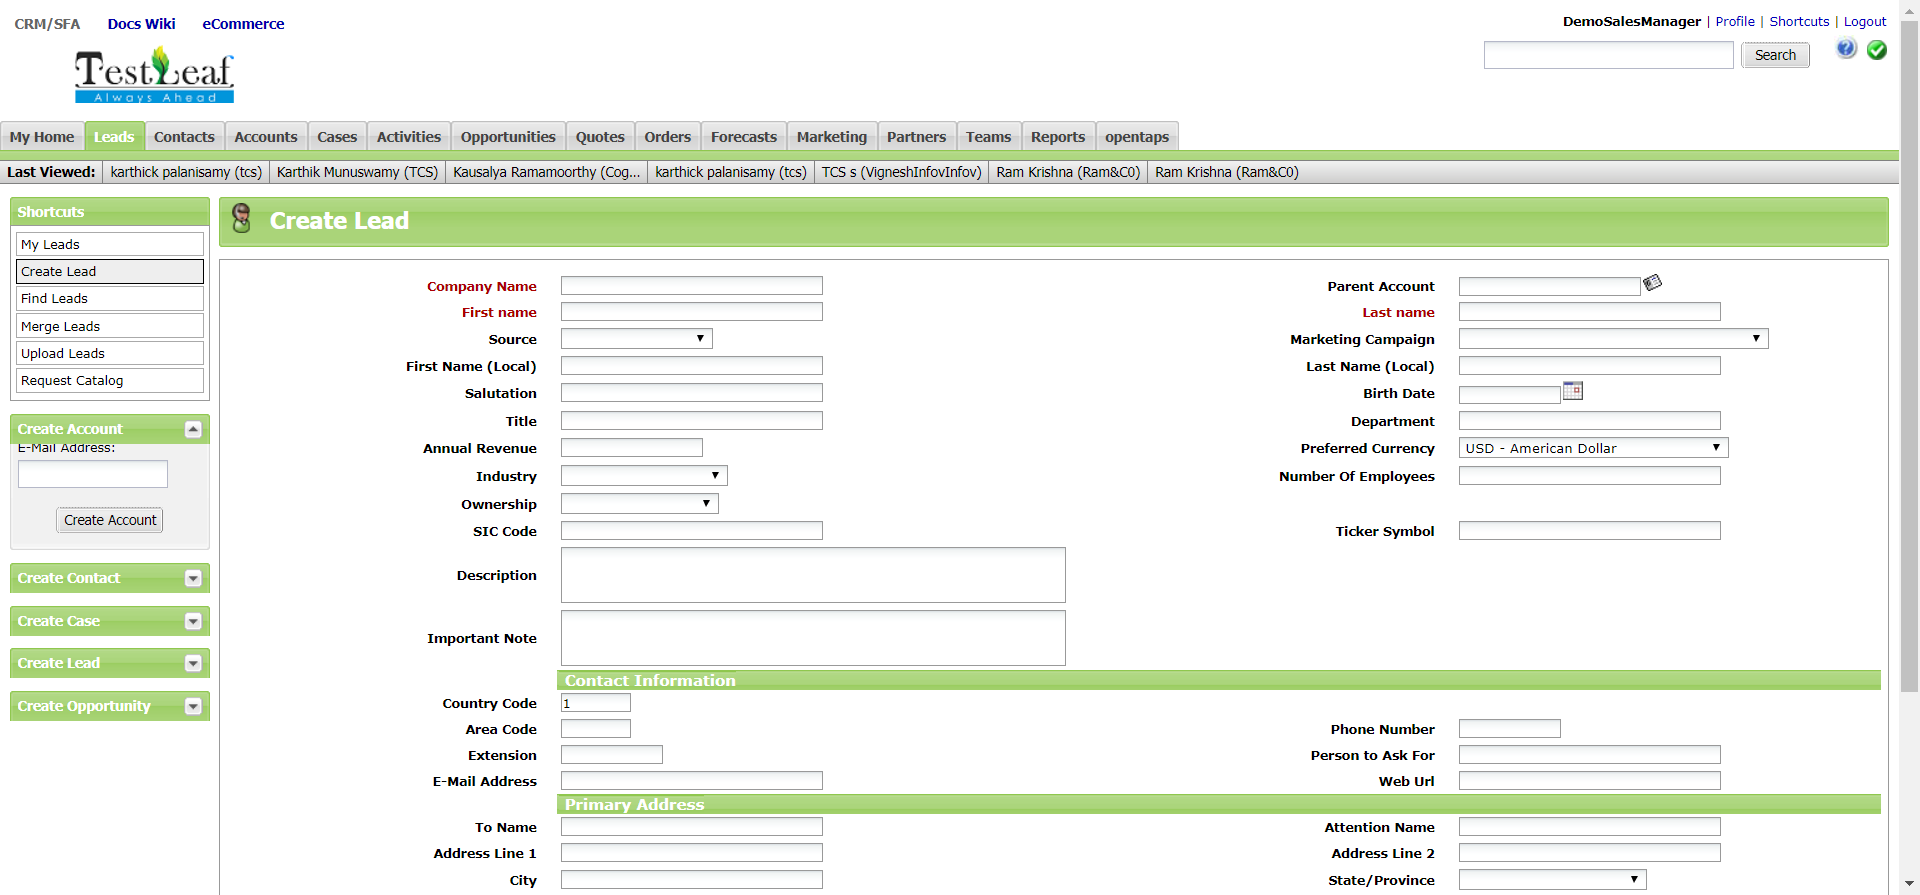 CRM/SFA Docs Wiki eCommerce
DemoSalesManager | Profile | Shortcuts | Logout
TestLeaf
Always Ahead
Search
My Home Leads Contacts Accounts Cases Activities Opportunities Quotes Orders Forecasts Marketing Partners Teams Reports opentaps
Last Viewed: karthick palanisamy (tcs) Karthik Munuswamy (TCS) Kausalya Ramamoorthy (Cog... karthick palanisamy (tcs) TCS s (VigneshInfovInfov) Ram Krishna (Ram&C0) Ram Krishna (Ram&C0)
Shortcuts
My Leads
Create Lead
Find Leads
Merge Leads
Upload Leads
Request Catalog
Create Account
E-Mail Address:
Create Account
Create Contact
Create Case
Create Lead
Create Opportunity
Create Lead
Company Name Parent Account
First name Last name
Source Marketing Campaign
First Name (Local) Last Name (Local)
Salutation Birth Date
Title Department
Annual Revenue Preferred Currency USD - American Dollar
Industry Number Of Employees
Ownership
SIC Code Ticker Symbol
Description
Important Note
Contact Information
Country Code 1
Area Code Phone Number
Extension Person to Ask For
E-Mail Address Web Url
Primary Address
To Name Attention Name
Address Line 1 Address Line 2
City State/Province